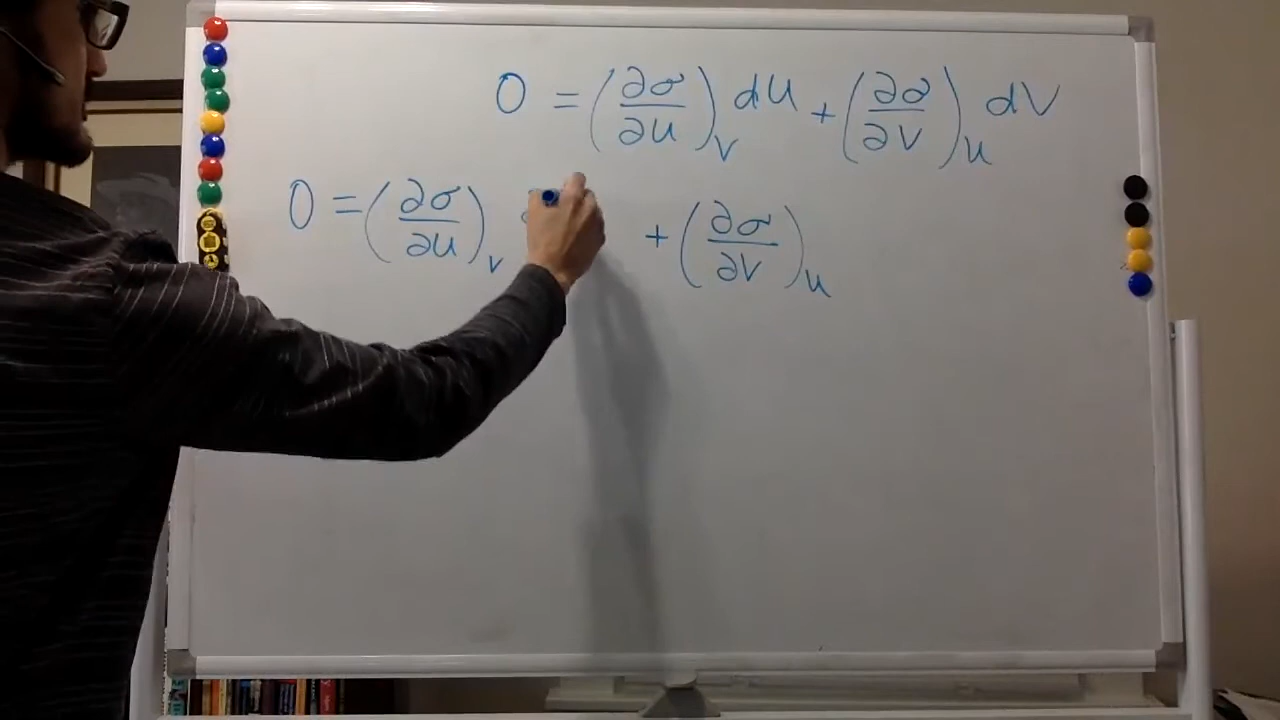 0 = (∂σ/∂U)_V dU + (∂σ/∂V)_U dV
0 = (∂σ/∂U)_V + (∂σ/∂V)_U